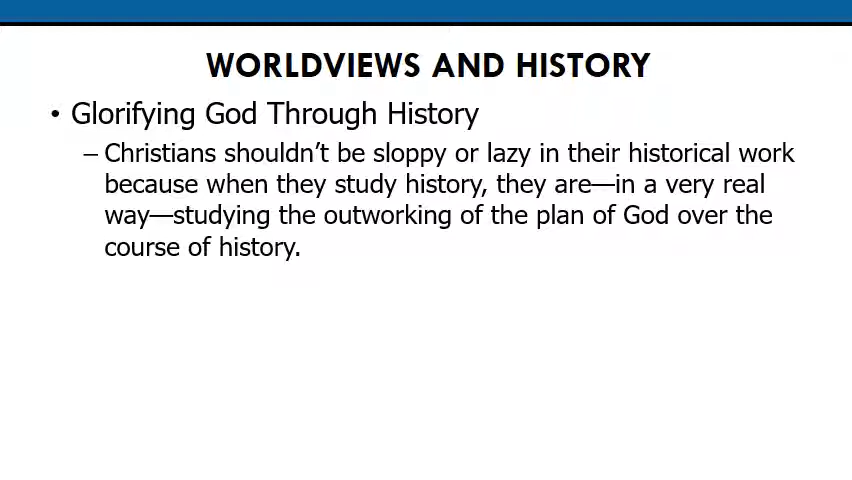 WORLDVIEWS AND HISTORY
• Glorifying God Through History
– Christians shouldn’t be sloppy or lazy in their historical work
because when they study history, they are—in a very real
way—studying the outworking of the plan of God over the
course of history.